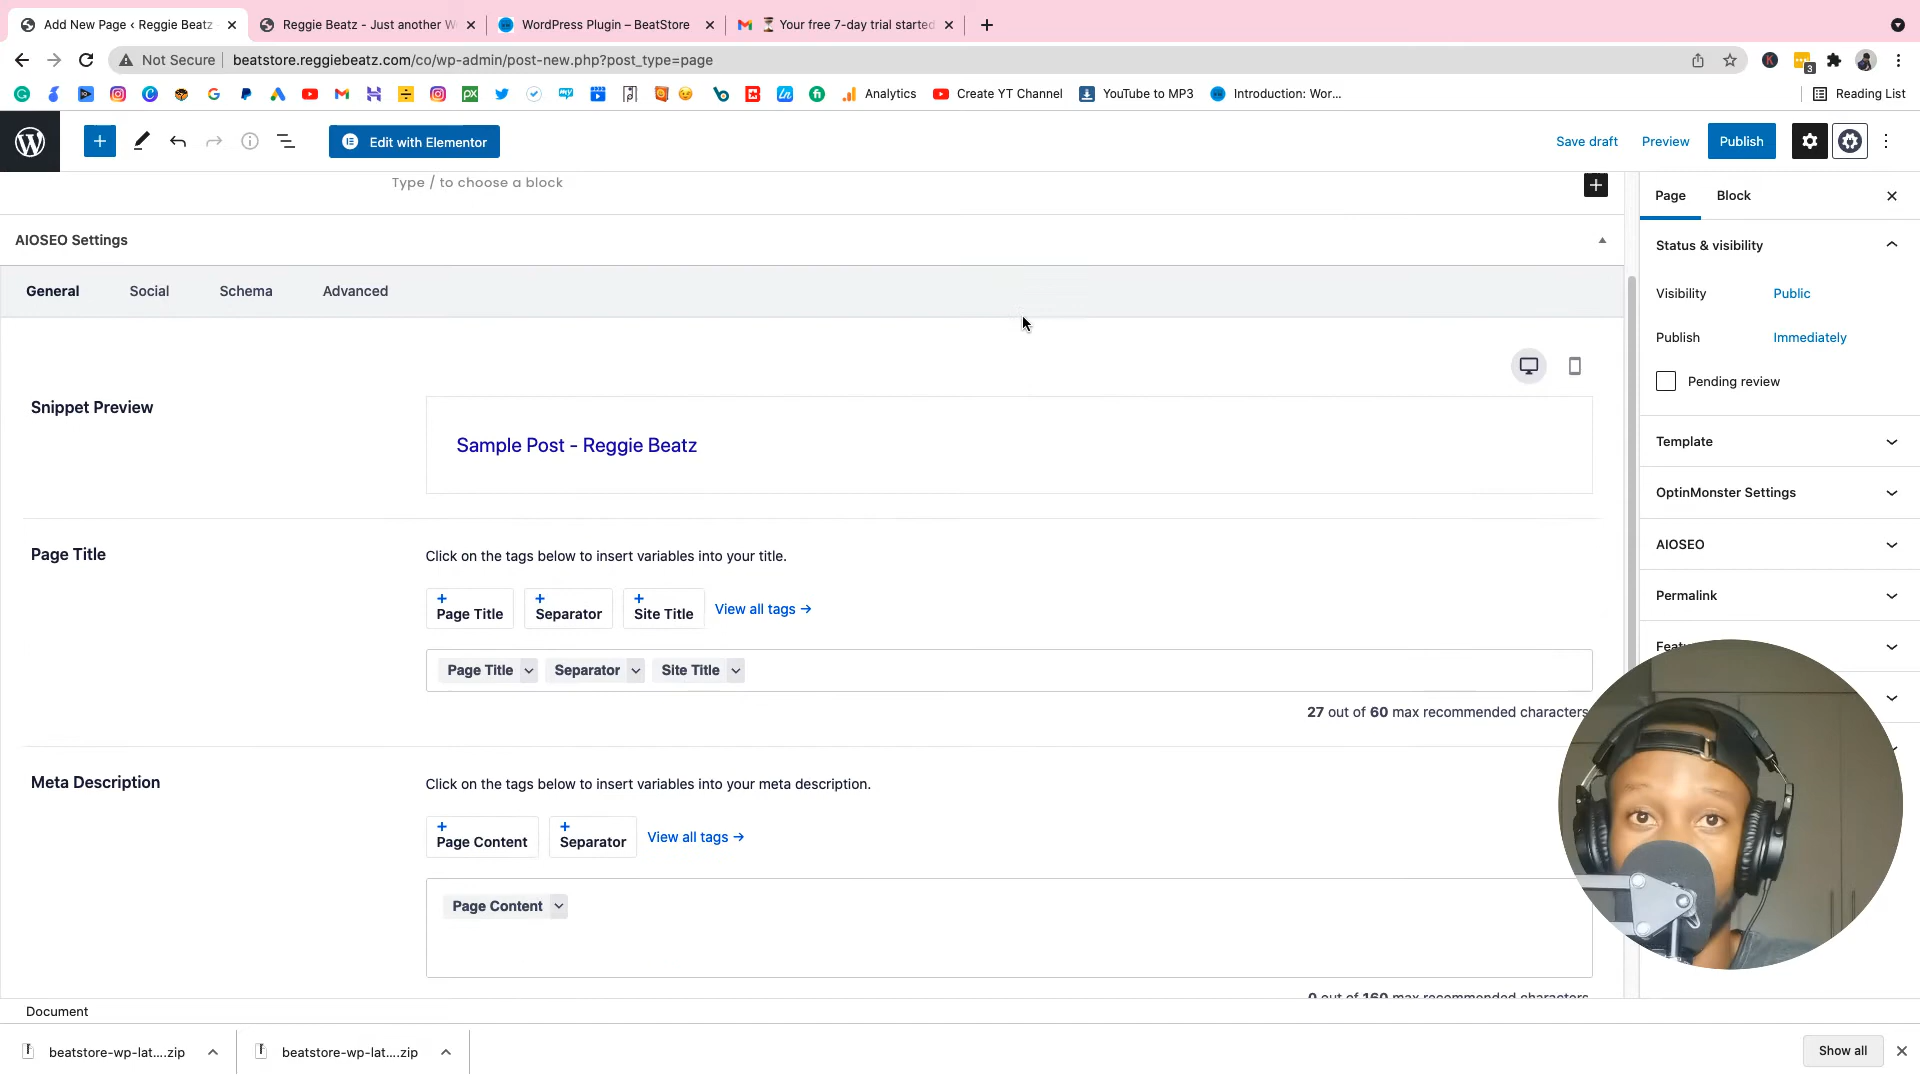 Add New Page ‹ Reggie Beatz
Reggie Beatz - Just another W
WordPress Plugin – BeatStore
Your free 7-day trial started
Not Secure
beatstore.reggiebeatz.com/co/wp-admin/post-new.php?post_type=page
3
Analytics
Create YT Channel
YouTube to MP3
Introduction: Wor...
Reading List
Edit with Elementor
Save draft
Preview
Publish
Type / to choose a block
Page
Block
AIOSEO Settings
Status & visibility
General
Social
Schema
Advanced
Visibility
Public
Publish
Immediately
Pending review
Snippet Preview
Sample Post - Reggie Beatz
Template
OptinMonster Settings
Page Title
Click on the tags below to insert variables into your title.
AIOSEO
+ Page Title
+ Separator
+ Site Title
View all tags →
Permalink
Page Title
Separator
Site Title
27 out of 60 max recommended characters
Meta Description
Click on the tags below to insert variables into your meta description.
+ Page Content
+ Separator
View all tags →
Page Content
0 out of 160 max recommended characters
Document
beatstore-wp-lat....zip
beatstore-wp-lat....zip
Show all